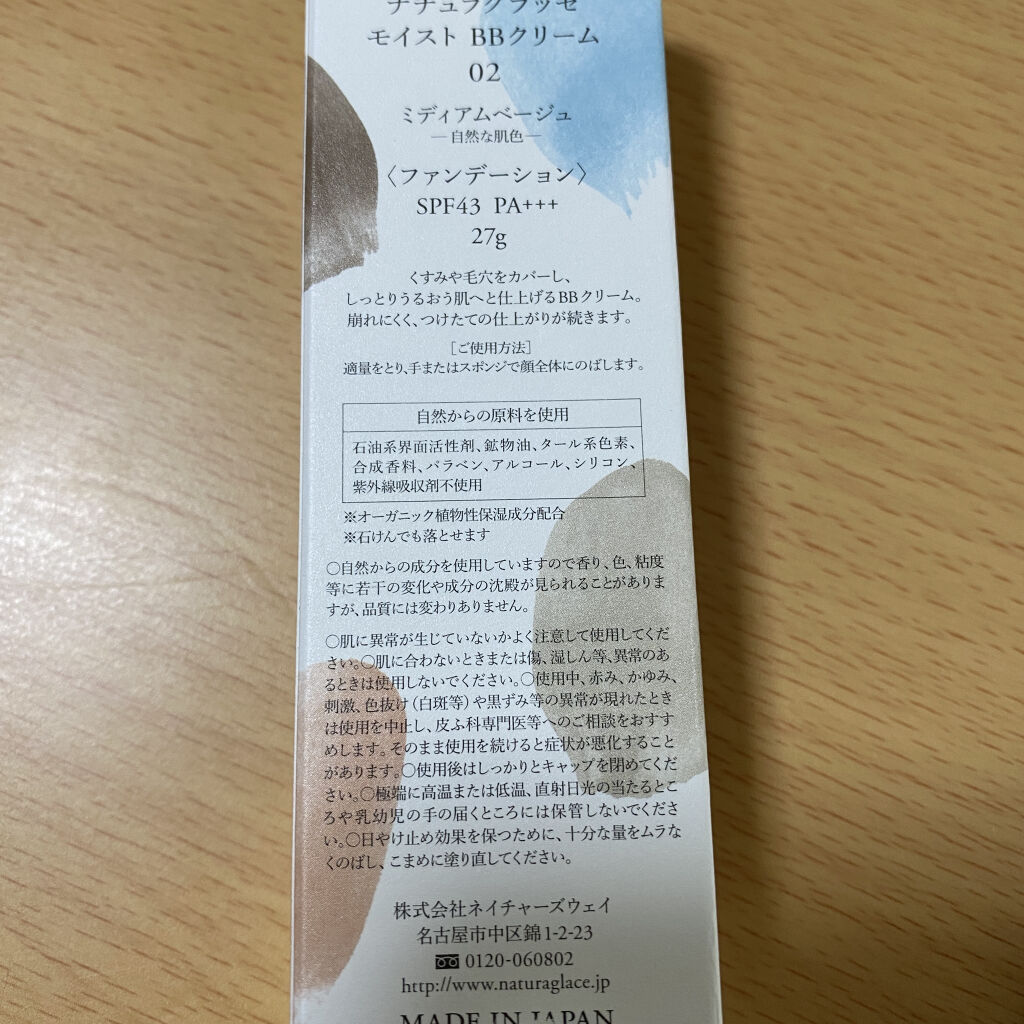 ナチュラグラッセ
モイスト BBクリーム
02
ミディアムベージュ
―自然な肌色―
〈ファンデーション〉
SPF43 PA+++
27g
くすみや毛穴をカバーし、
しっとりうるおう肌へと仕上げるBBクリーム。
崩れにくく、つけたての仕上がりが続きます。
［ご使用方法］
適量をとり、手またはスポンジで顔全体にのばします。
自然からの原料を使用
石油系界面活性剤、鉱物油、タール系色素、
合成香料、パラベン、アルコール、シリコン、
紫外線吸収剤不使用
※オーガニック植物性保湿成分配合
※石けんでも落とせます
○自然からの成分を使用していますので香り、色、粘度
等に若干の変化や成分の沈殿が見られることがありま
すが、品質には変わりありません。
○肌に異常が生じていないかよく注意して使用してくだ
さい。○肌に合わないときまたは傷、湿しん等、異常のあ
るときは使用しないでください。○使用中、赤み、かゆみ、
刺激、色抜け(白斑等)や黒ずみ等の異常が現れたとき
は使用を中止し、皮ふ科専門医等へのご相談をおすす
めします。そのまま使用を続けると症状が悪化すること
があります。○使用後はしっかりとキャップを閉めてくだ
さい。○極端に高温または低温、直射日光の当たるとこ
ろや乳幼児の手の届くところには保管しないでくださ
い。○日やけ止め効果を保つために、十分な量をムラな
くのばし、こまめに塗り直してください。
株式会社ネイチャーズウェイ
名古屋市中区錦1-2-23
0120-060802
http://www.naturaglace.jp
MADE IN JAPAN